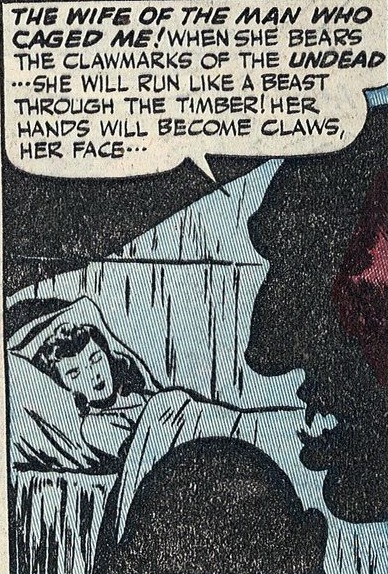 THE WIFE OF THE MAN WHO
CAGED ME! WHEN SHE BEARS
THE CLAWMARKS OF THE UNDEAD
...SHE WILL RUN LIKE A BEAST
THROUGH THE TIMBER! HER
HANDS WILL BECOME CLAWS,
HER FACE...